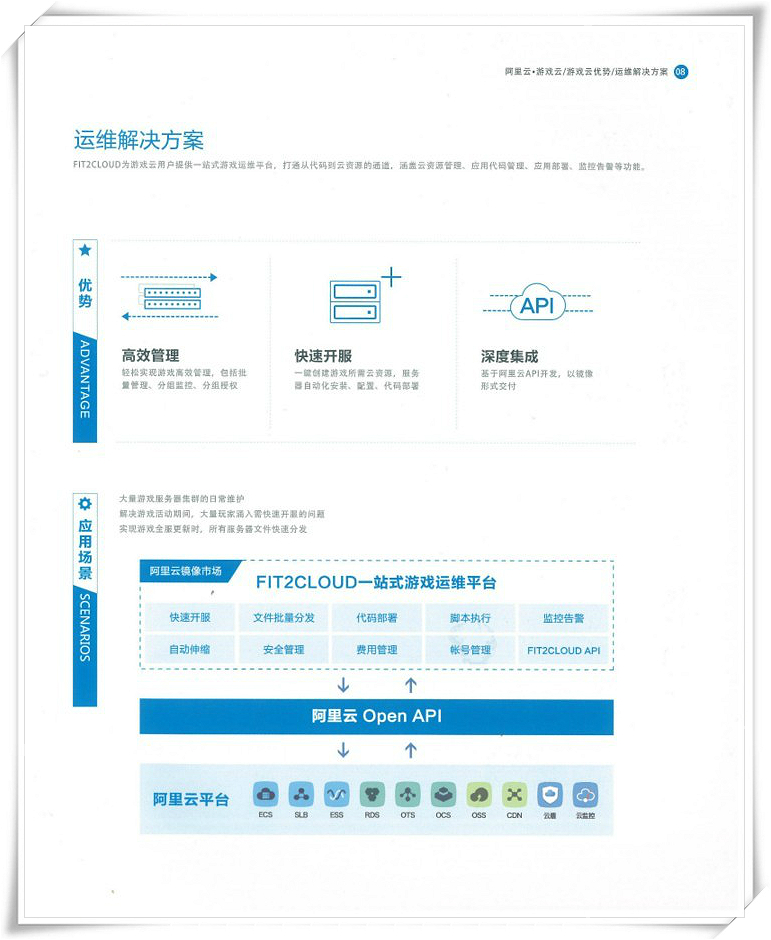 阿里云•游戏云/游戏云优势/运维解决方案 08
运维解决方案
FIT2CLOUD为游戏云用户提供一站式游戏运维平台，打通从代码到云资源的通道，涵盖云资源管理、应用代码管理、应用部署、监控告警等功能。
优势
ADVANTAGE
高效管理
轻松实现游戏高效管理，包括批
量管理、分组监控、分组授权
快速开服
一键创建游戏所需云资源，服务
器自动化安装、配置、代码部署
API
深度集成
基于阿里云API开发，以镜像
形式交付
应用场景
SCENARIOS
大量游戏服务器集群的日常维护
解决游戏活动期间，大量玩家涌入需快速开服的问题
实现游戏全服更新时，所有服务器文件快速分发
阿里云镜像市场
FIT2CLOUD一站式游戏运维平台
快速开服 文件批量分发 代码部署 脚本执行 监控告警
自动伸缩 安全管理 费用管理 帐号管理 FIT2CLOUD API
阿里云 Open API
阿里云平台
ECS SLB ESS RDS OTS OCS OSS CDN 云盾 云监控